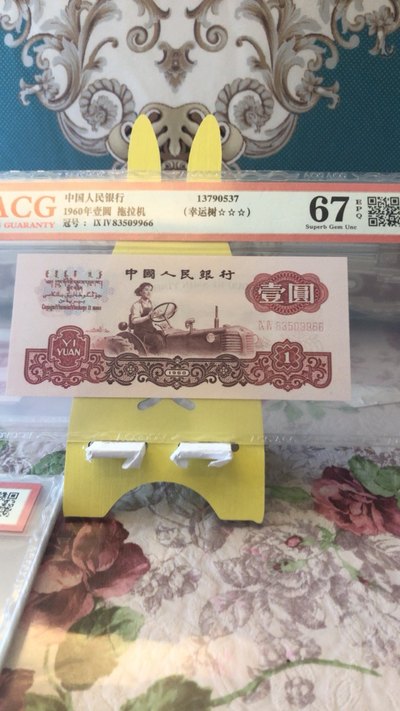 ACG
GUARANTY
中国人民银行
1960年壹圆 拖拉机
冠号: IX IV 83509966
13790537
(幸运树☆☆☆)
67
EPQ
Superb Gem Unc
中國人民銀行
壹圓
IX IV 83509966
YI
YUAN
1
1960